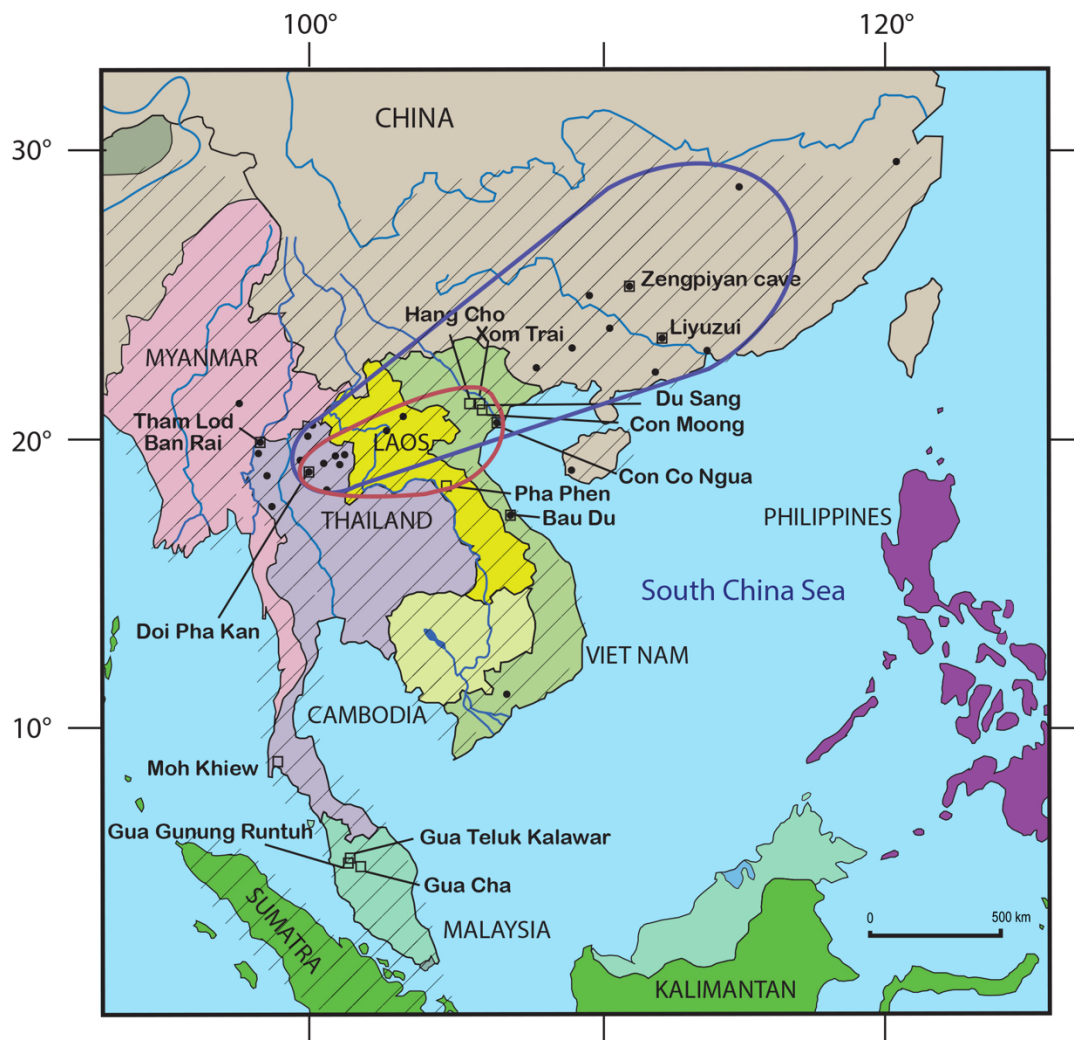 100°
120°
30°
CHINA
Zengpiyan cave
Hang Cho
Xom Trai
Liyuzui
MYANMAR
Du Sang
Tham Lod
Ban Rai
20°
LAOS
Con Moong
Con Co Ngua
Pha Phen
THAILAND
Bau Du
PHILIPPINES
South China Sea
Doi Pha Kan
VIET NAM
CAMBODIA
10°
Moh Khiew
Gua Gunung Runtuh
Gua Teluk Kalawar
Gua Cha
SUMATRA
MALAYSIA
0
500 km
KALIMANTAN